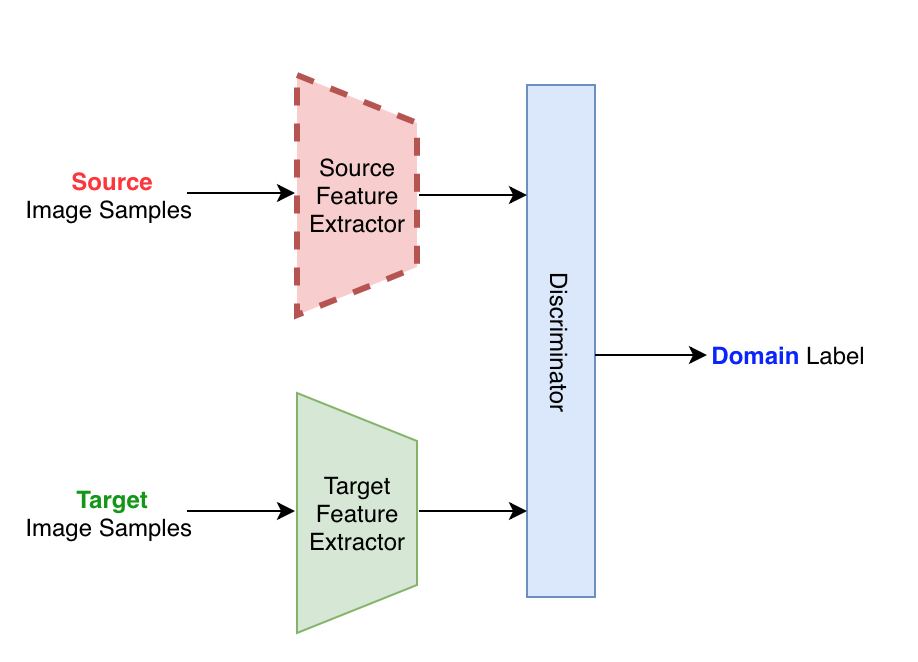 Source
Image Samples
Source
Feature
Extractor
Discriminator
Domain Label
Target
Image Samples
Target
Feature
Extractor